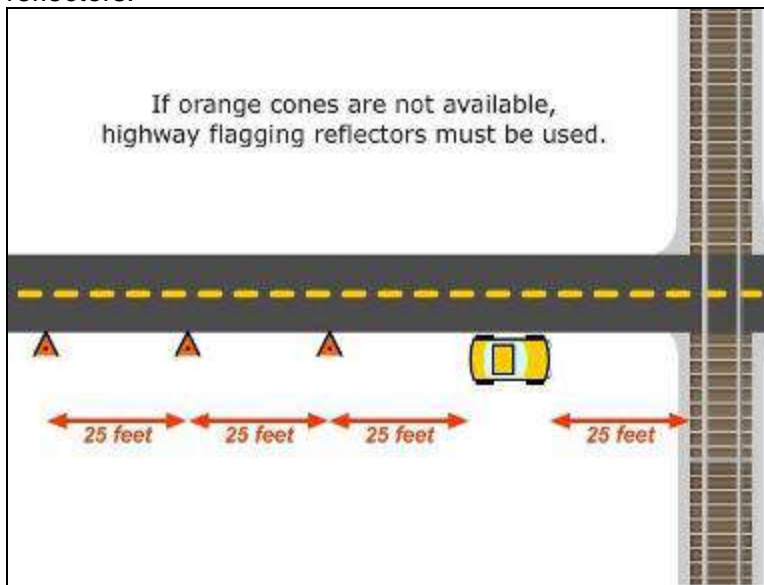 reflectors.
If orange cones are not available,
highway flagging reflectors must be used.
25 feet 25 feet 25 feet 25 feet